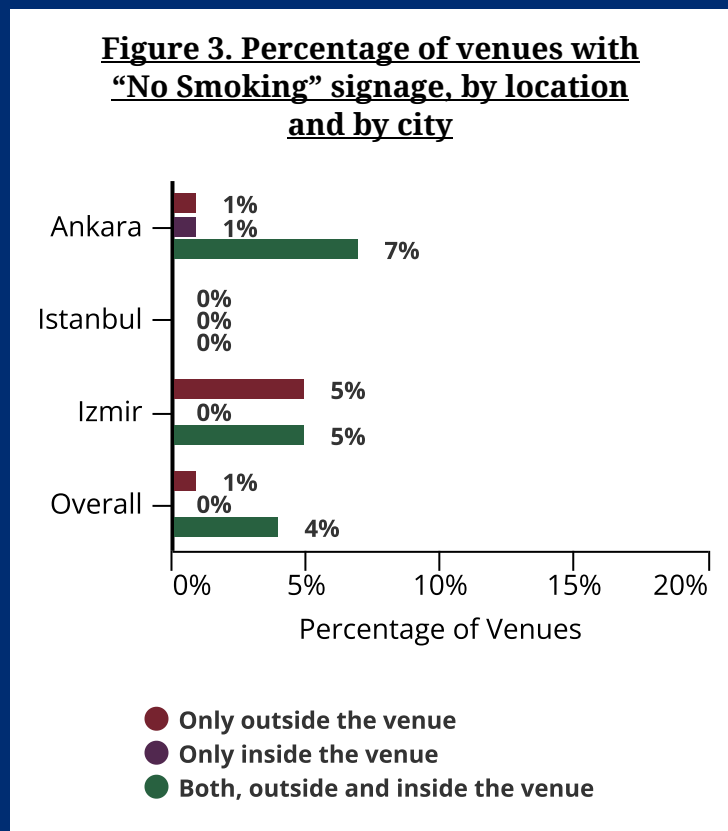 Figure 3. Percentage of venues with
“No Smoking” signage, by location
and by city
1%
Ankara
1%
7%
0%
Istanbul
0%
0%
5%
Izmir
0%
5%
1%
Overall
0%
4%
0% 5% 10% 15% 20%
Percentage of Venues
Only outside the venue
Only inside the venue
Both, outside and inside the venue